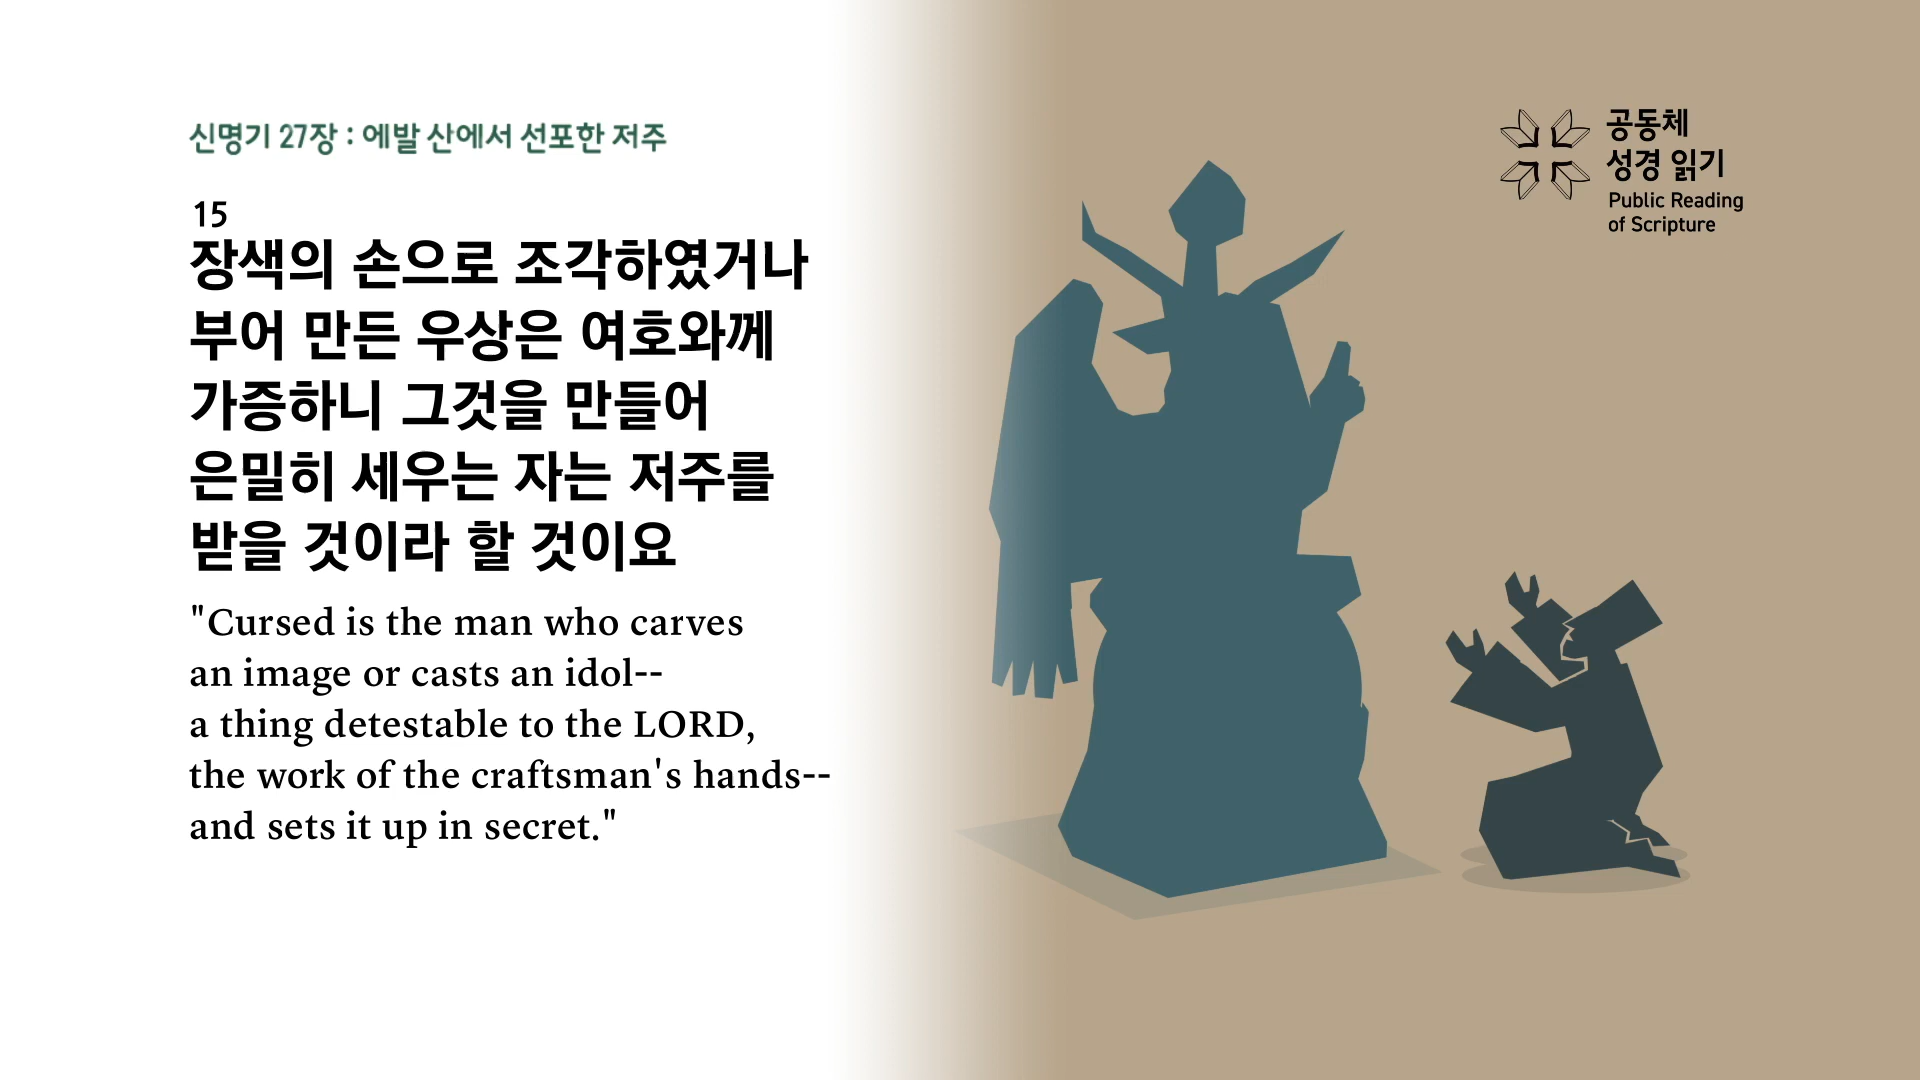 신명기 27장 : 에발 산에서 선포한 저주
15
장색의 손으로 조각하였거나
부어 만든 우상은 여호와께
가증하니 그것을 만들어
은밀히 세우는 자는 저주를
받을 것이라 할 것이요
"Cursed is the man who carves
an image or casts an idol--
a thing detestable to the LORD,
the work of the craftsman's hands--
and sets it up in secret."
공동체
성경 읽기
Public Reading
of Scripture